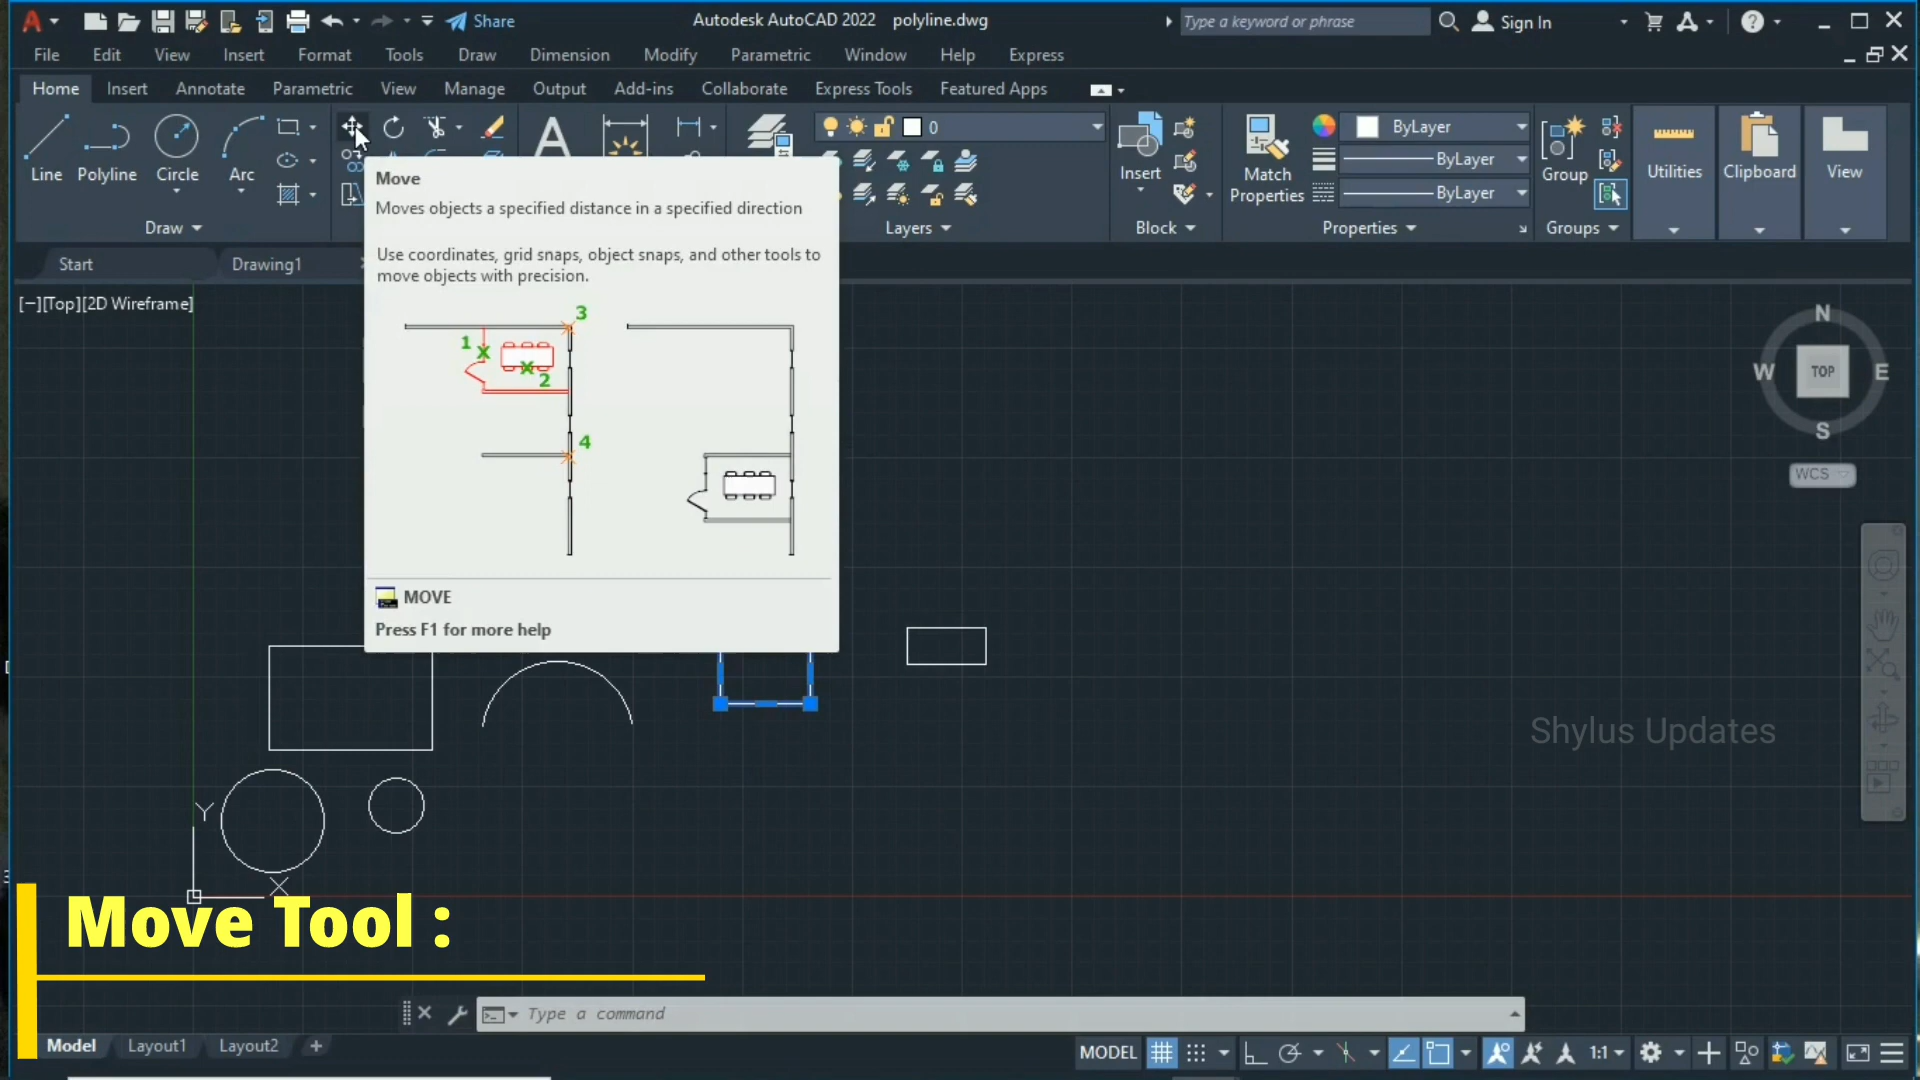 Share
Autodesk AutoCAD 2022 polyline.dwg
Type a keyword or phrase
Sign In
File Edit View Insert Format Tools Draw Dimension Modify Parametric Window Help Express
Home Insert Annotate Parametric View Manage Output Add-ins Collaborate Express Tools Featured Apps
Line Polyline Circle Arc
A
0
Insert
Match Properties
ByLayer
ByLayer
ByLayer
Group
Utilities
Clipboard
View
Draw
Layers
Block
Properties
Groups
Start
Drawing1
Move
Moves objects a specified distance in a specified direction
Use coordinates, grid snaps, object snaps, and other tools to
move objects with precision.
1
2
3
4
MOVE
Press F1 for more help
[−][Top][2D Wireframe]
N
W TOP E
S
WCS
Shylus Updates
Y
X
Move Tool :
Type a command
Model Layout1 Layout2 +
MODEL
1:1